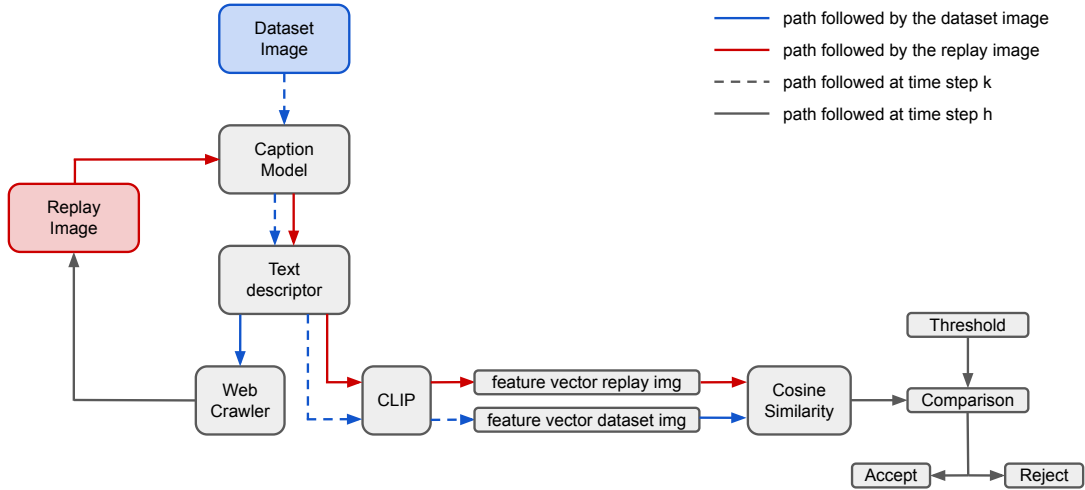 Dataset
Image
path followed by the dataset image
path followed by the replay image
path followed at time step k
path followed at time step h
Caption
Model
Replay
Image
Text
descriptor
Threshold
Web
Crawler
CLIP
feature vector replay img
feature vector dataset img
Cosine
Similarity
Comparison
Accept
Reject